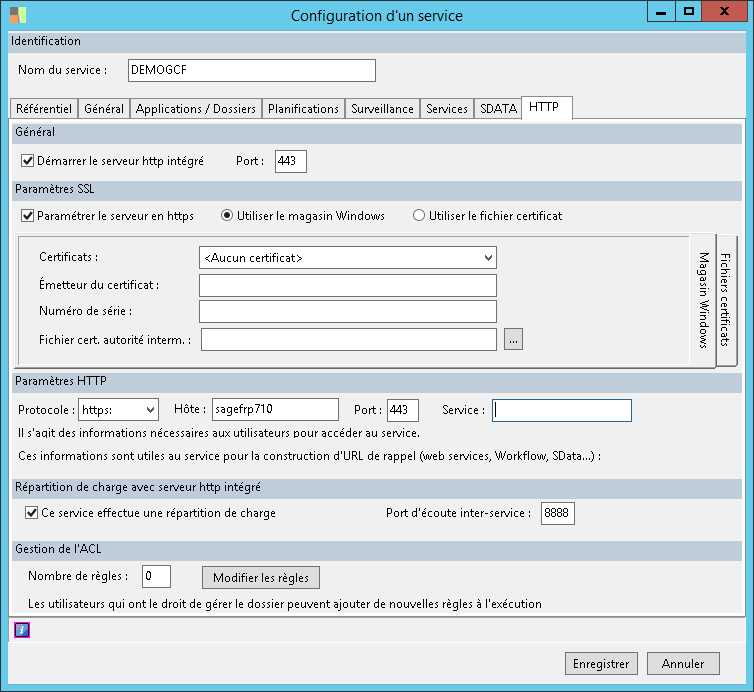 Configuration d'un service
Identification
Nom du service : DEMOGCF
Référentiel Général Applications / Dossiers Planifications Surveillance Services SDATA HTTP
Général
Démarrer le serveur http intégré Port : 443
Paramètres SSL
Paramétrer le serveur en https Utiliser le magasin Windows Utiliser le fichier certificat
Certificats : <Aucun certificat>
Émetteur du certificat :
Numéro de série :
Fichier cert. autorité interm. : ...
Magasin Windows
Fichiers certificats
Paramètres HTTP
Protocole : https: Hôte : sagefrp710 Port : 443 Service :
Il s'agit des informations nécessaires aux utilisateurs pour accéder au service.
Ces informations sont utiles au service pour la construction d'URL de rappel (web services, Workflow, SData...) :
Répartition de charge avec serveur http intégré
Ce service effectue une répartition de charge Port d'écoute inter-service : 8888
Gestion de l'ACL
Nombre de règles : 0 Modifier les règles
Les utilisateurs qui ont le droit de gérer le dossier peuvent ajouter de nouvelles règles à l'exécution
Enregistrer Annuler